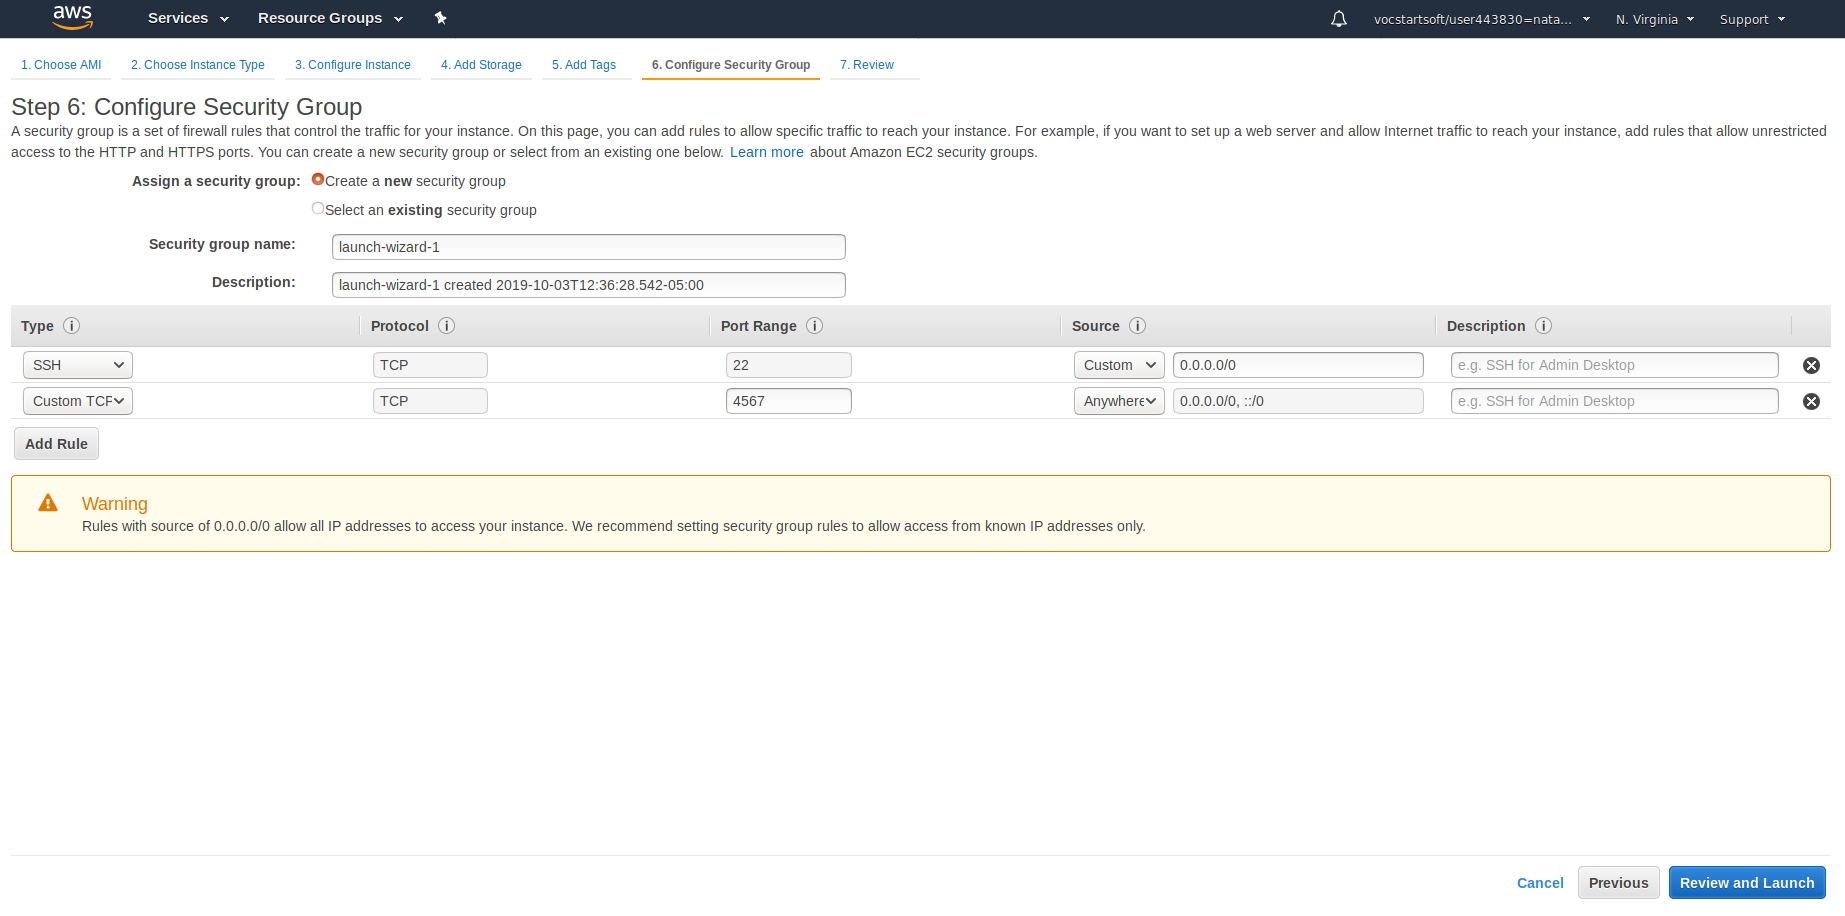 aws Services Resource Groups vocstartsoft/user443830=nata... N. Virginia Support
1. Choose AMI 2. Choose Instance Type 3. Configure Instance 4. Add Storage 5. Add Tags 6. Configure Security Group 7. Review
Step 6: Configure Security Group
A security group is a set of firewall rules that control the traffic for your instance. On this page, you can add rules to allow specific traffic to reach your instance. For example, if you want to set up a web server and allow Internet traffic to reach your instance, add rules that allow unrestricted
access to the HTTP and HTTPS ports. You can create a new security group or select from an existing one below. Learn more about Amazon EC2 security groups.
Assign a security group: Create a new security group
Select an existing security group
Security group name: launch-wizard-1
Description: launch-wizard-1 created 2019-10-03T12:36:28.542-05:00
Type i Protocol i Port Range i Source i Description i
SSH TCP 22 Custom 0.0.0.0/0 e.g. SSH for Admin Desktop
Custom TCP TCP 4567 Anywhere 0.0.0.0/0, ::/0 e.g. SSH for Admin Desktop
Add Rule
Warning
Rules with source of 0.0.0.0/0 allow all IP addresses to access your instance. We recommend setting security group rules to allow access from known IP addresses only.
Cancel Previous Review and Launch